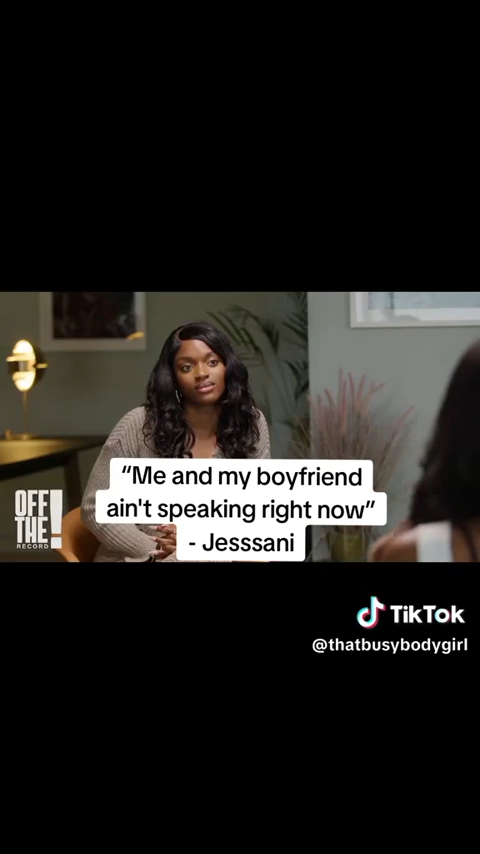 “Me and my boyfriend
ain't speaking right now”
- Jesssani
OFF
THE!
RECORD
TikTok
@thatbusybodygirl